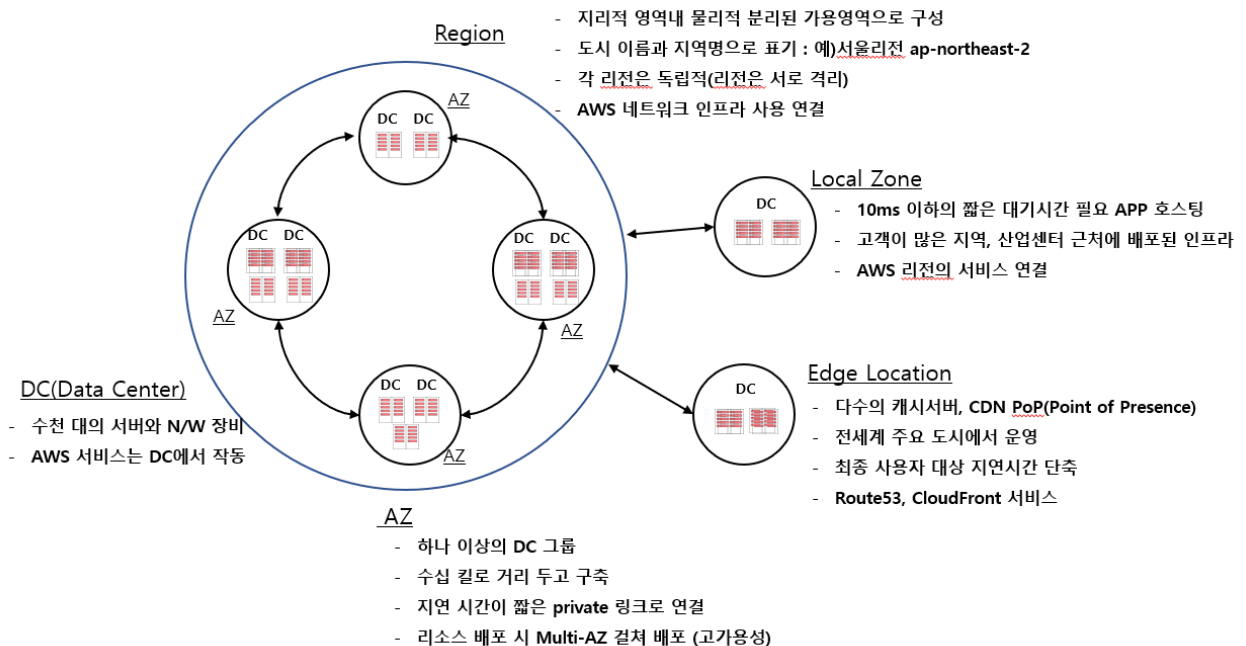 Region
- 지리적 영역내 물리적 분리된 가용영역으로 구성
- 도시 이름과 지역명으로 표기 : 예)서울리전 ap-northeast-2
- 각 리전은 독립적(리전은 서로 격리)
- AWS 네트워크 인프라 사용 연결
AZ
DC DC
DC DC
AZ
DC DC
AZ
DC DC
AZ
Local Zone
DC
- 10ms 이하의 짧은 대기시간 필요 APP 호스팅
- 고객이 많은 지역, 산업센터 근처에 배포된 인프라
- AWS 리전의 서비스 연결
Edge Location
DC
- 다수의 캐시서버, CDN PoP(Point of Presence)
- 전세계 주요 도시에서 운영
- 최종 사용자 대상 지연시간 단축
- Route53, CloudFront 서비스
DC(Data Center)
- 수천 대의 서버와 N/W 장비
- AWS 서비스는 DC에서 작동
AZ
- 하나 이상의 DC 그룹
- 수십 킬로 거리 두고 구축
- 지연 시간이 짧은 private 링크로 연결
- 리소스 배포 시 Multi-AZ 걸쳐 배포 (고가용성)